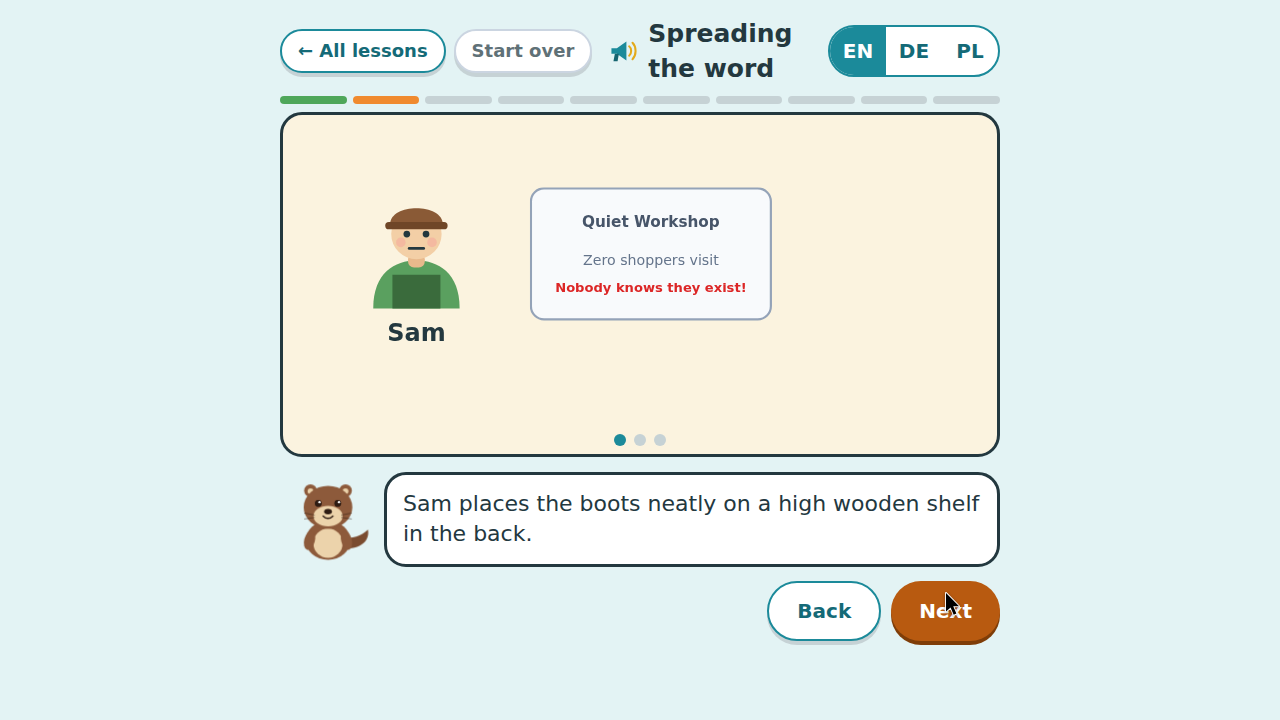 ← All lessons
Start over
Spreading
the word
EN
DE
PL
Quiet Workshop
Zero shoppers visit
Nobody knows they exist!
Sam
Sam places the boots neatly on a high wooden shelf
in the back.
Back
Next